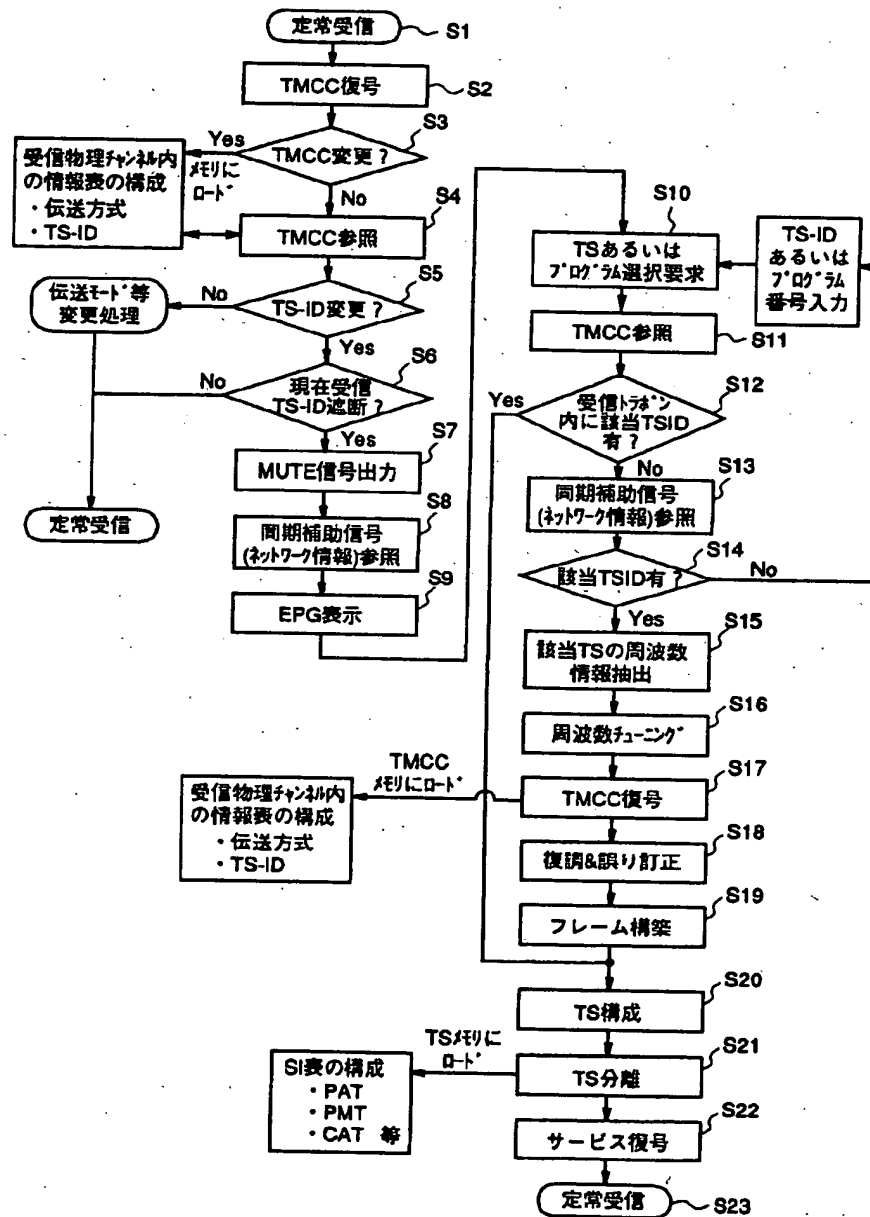 定常受信
S1
TMCC復号
S2
TMCC変更？
S3
Yes
メモリに
ロード
No
受信物理チャンネル内
の情報表の構成
・伝送方式
・TS-ID
TMCC参照
S4
TS-ID変更？
S5
No
Yes
伝送モード等
変更処理
現在受信
TS-ID遮断？
S6
No
Yes
定常受信
MUTE信号出力
S7
同期補助信号
(ネットワーク情報)参照
S8
EPG表示
S9
TSあるいは
プログラム選択要求
S10
TS-ID
あるいは
プログラム
番号入力
TMCC参照
S11
受信トラポン
内に該当TSID
有？
S12
Yes
No
同期補助信号
(ネットワーク情報)参照
S13
該当TSID有？
S14
No
Yes
該当TSの周波数
情報抽出
S15
周波数チューニング
S16
TMCC復号
S17
TMCC
メモリにロード
受信物理チャンネル内
の情報表の構成
・伝送方式
・TS-ID
復調&誤り訂正
S18
フレーム構築
S19
TS構成
S20
TS分離
S21
TSメモリに
ロード
SI表の構成
・PAT
・PMT
・CAT 等
サービス復号
S22
定常受信
S23